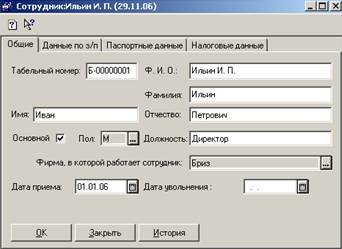 Сотрудник:Ильин И. П. (29.11.06)
Общие Данные по з/п Паспортные данные Налоговые данные
Табельный номер: Б-00000001 Ф. И. О.: Ильин И. П.
Фамилия: Ильин
Имя: Иван Отчество: Петрович
Основной Пол: М ... Должность: Директор
Фирма, в которой работает сотрудник: Бриз ...
Дата приема: 01.01.06 Дата увольнения : . .
OK Закрыть История